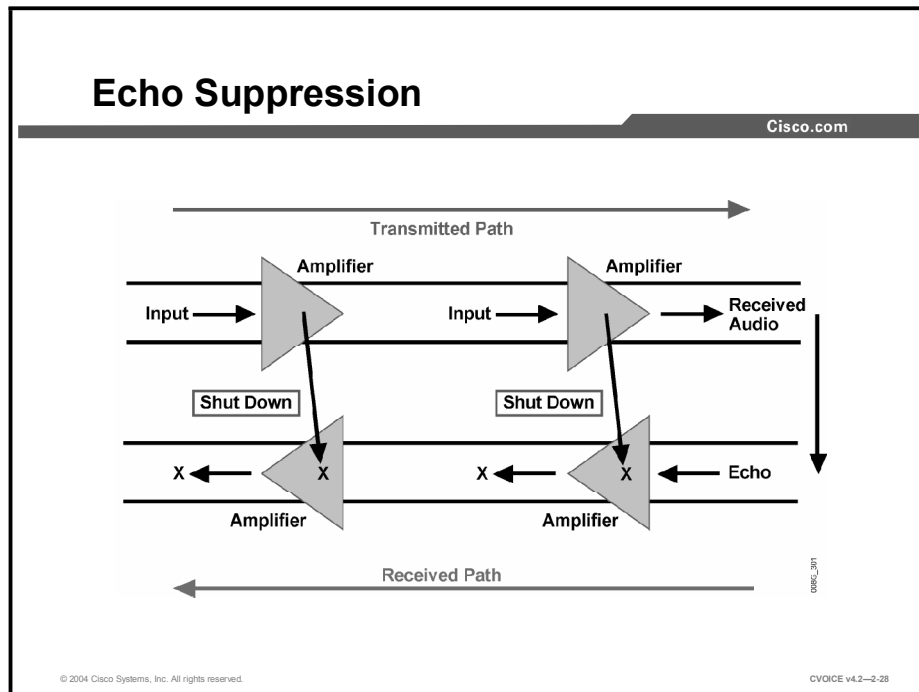 Echo Suppression
Cisco.com
Transmitted Path
Amplifier
Amplifier
Input
Input
Received
Audio
Shut Down
Shut Down
X
X
X
X
Echo
Amplifier
Amplifier
Received Path
008G_301
© 2004 Cisco Systems, Inc. All rights reserved.
CVOICE v4.2—2-28